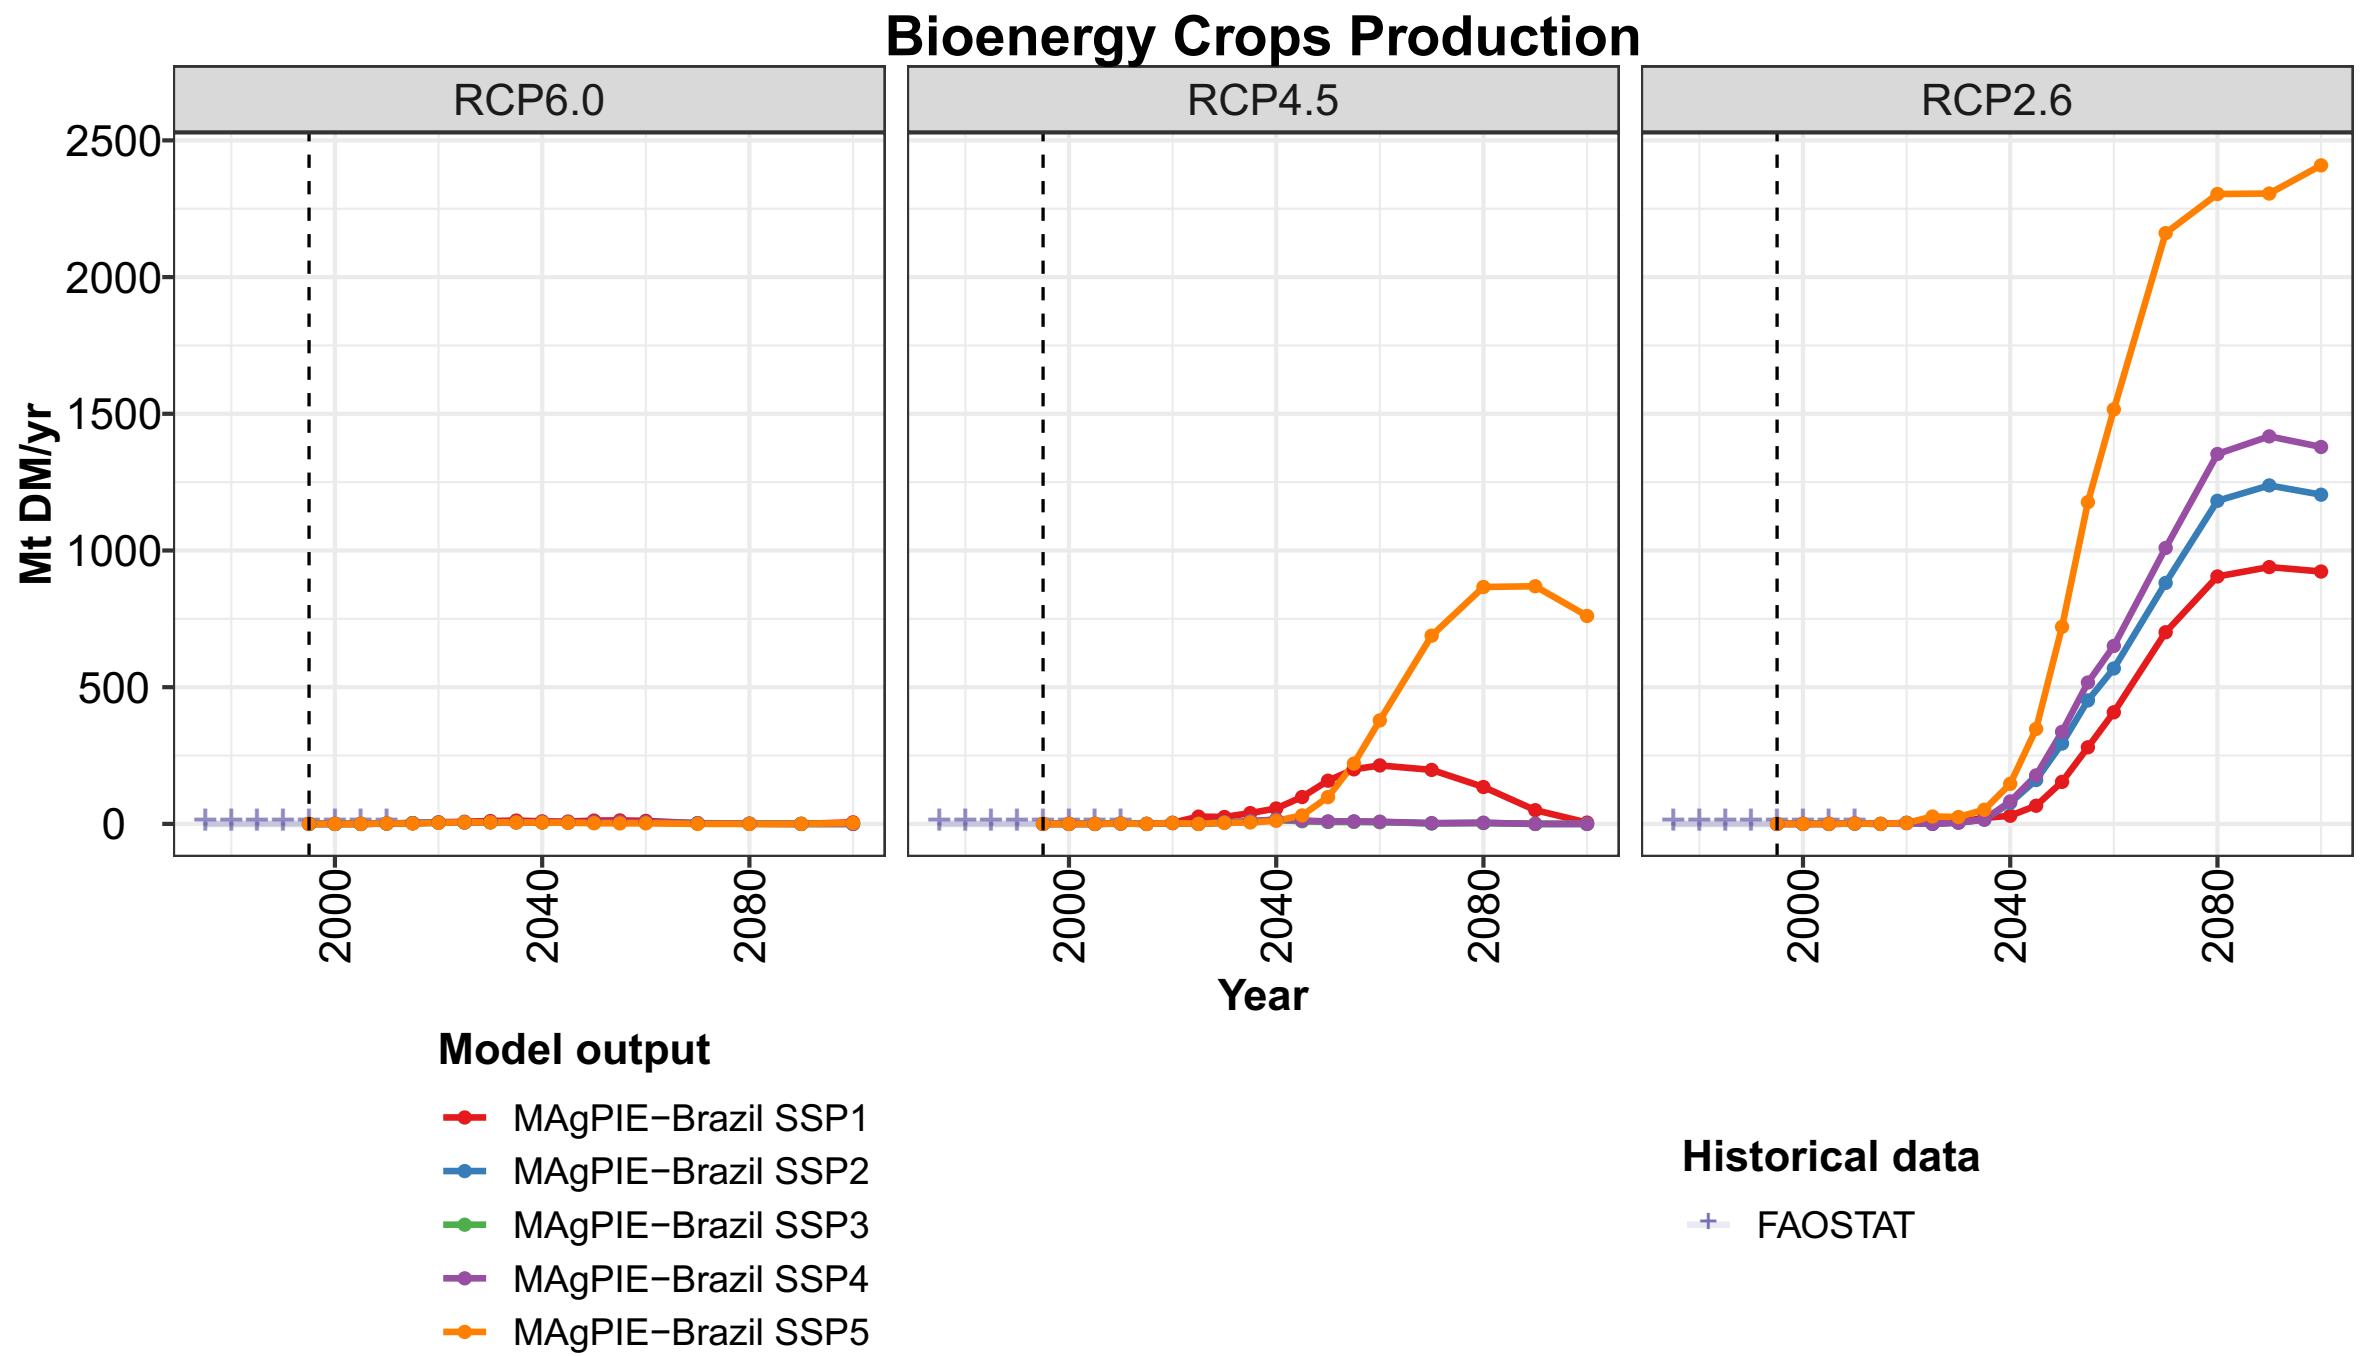 Bioenergy Crops Production
RCP6.0
RCP4.5
RCP2.6
Mt DM/yr
2500
2000
1500
1000
500
0
2000
2040
2080
2000
2040
2080
2000
2040
2080
Year
Model output
MAgPIE−Brazil SSP1
MAgPIE−Brazil SSP2
MAgPIE−Brazil SSP3
MAgPIE−Brazil SSP4
MAgPIE−Brazil SSP5
Historical data
FAOSTAT